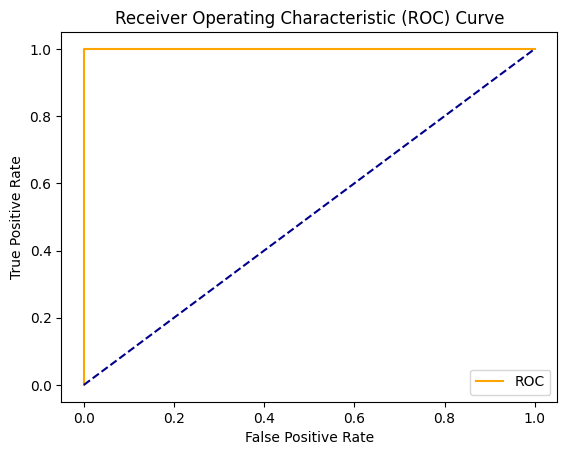 Receiver Operating Characteristic (ROC) Curve
1.0
0.8
0.6
0.4
0.2
0.0
True Positive Rate
ROC
0.0 0.2 0.4 0.6 0.8 1.0
False Positive Rate